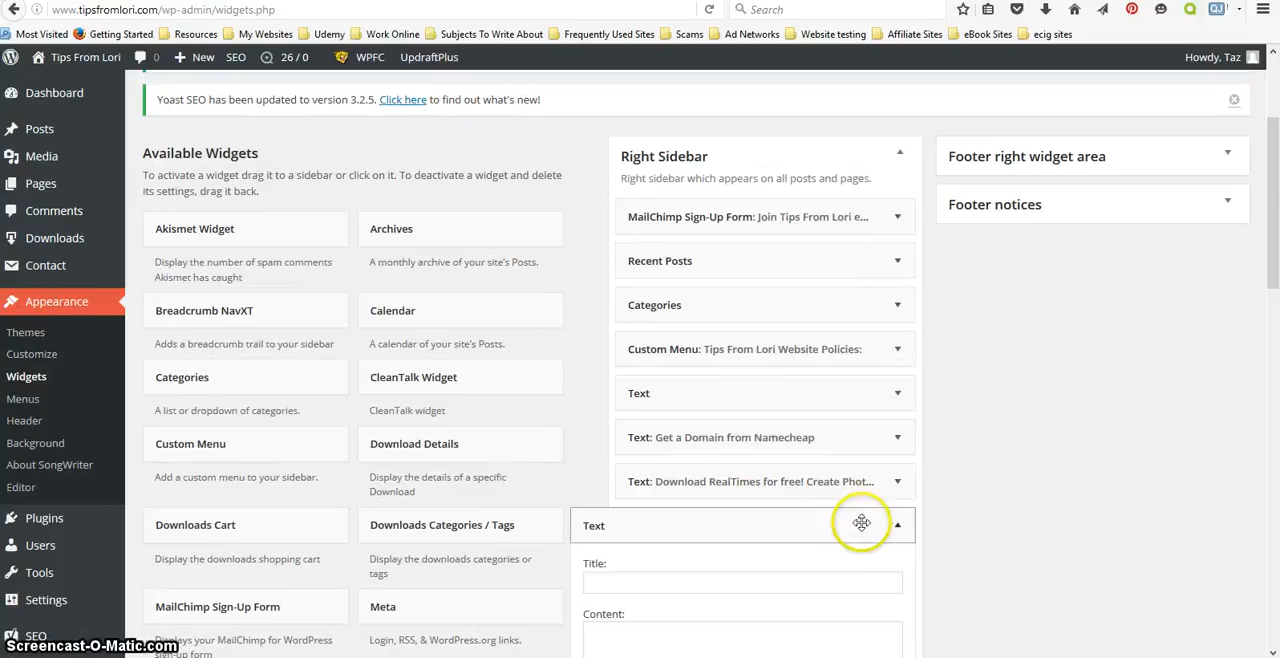 www.tipsfromlori.com/wp-admin/widgets.php
Search
Most Visited Getting Started Resources My Websites Udemy Work Online Subjects To Write About Frequently Used Sites Scams Ad Networks Website testing Affiliate Sites eBook Sites ecig sites
Tips From Lori 0 New SEO 26 / 0 WPFC UpdraftPlus Howdy, Taz
Dashboard
Posts
Media
Pages
Comments
Downloads
Contact
Appearance
Themes
Customize
Widgets
Menus
Header
Background
About SongWriter
Editor
Plugins
Users
Tools
Settings
SEO
Yoast SEO has been updated to version 3.2.5. Click here to find out what's new!
Available Widgets
To activate a widget drag it to a sidebar or click on it. To deactivate a widget and delete
its settings, drag it back.
Akismet Widget
Display the number of spam comments
Akismet has caught
Archives
A monthly archive of your site's Posts.
Breadcrumb NavXT
Adds a breadcrumb trail to your sidebar
Calendar
A calendar of your site's Posts.
Categories
A list or dropdown of categories.
CleanTalk Widget
CleanTalk widget
Custom Menu
Add a custom menu to your sidebar.
Download Details
Display the details of a specific
Download
Downloads Cart
Display the downloads shopping cart
Downloads Categories / Tags
Display the downloads categories or
tags
MailChimp Sign-Up Form
Displays your MailChimp for WordPress
sign-up form
Meta
Login, RSS, & WordPress.org links.
Right Sidebar
Right sidebar which appears on all posts and pages.
MailChimp Sign-Up Form: Join Tips From Lori e...
Recent Posts
Categories
Custom Menu: Tips From Lori Website Policies:
Text
Text: Get a Domain from Namecheap
Text: Download RealTimes for free! Create Phot...
Text
Title:
Content:
Footer right widget area
Footer notices
Screencast-O-Matic.com